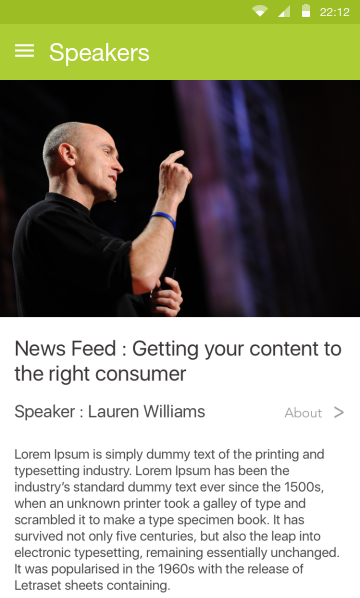 22:12
Speakers
News Feed : Getting your content to
the right consumer
Speaker : Lauren Williams
About >
Lorem Ipsum is simply dummy text of the printing and
typesetting industry. Lorem Ipsum has been the
industry’s standard dummy text ever since the 1500s,
when an unknown printer took a galley of type and
scrambled it to make a type specimen book. It has
survived not only five centuries, but also the leap into
electronic typesetting, remaining essentially unchanged.
It was popularised in the 1960s with the release of
Letraset sheets containing.